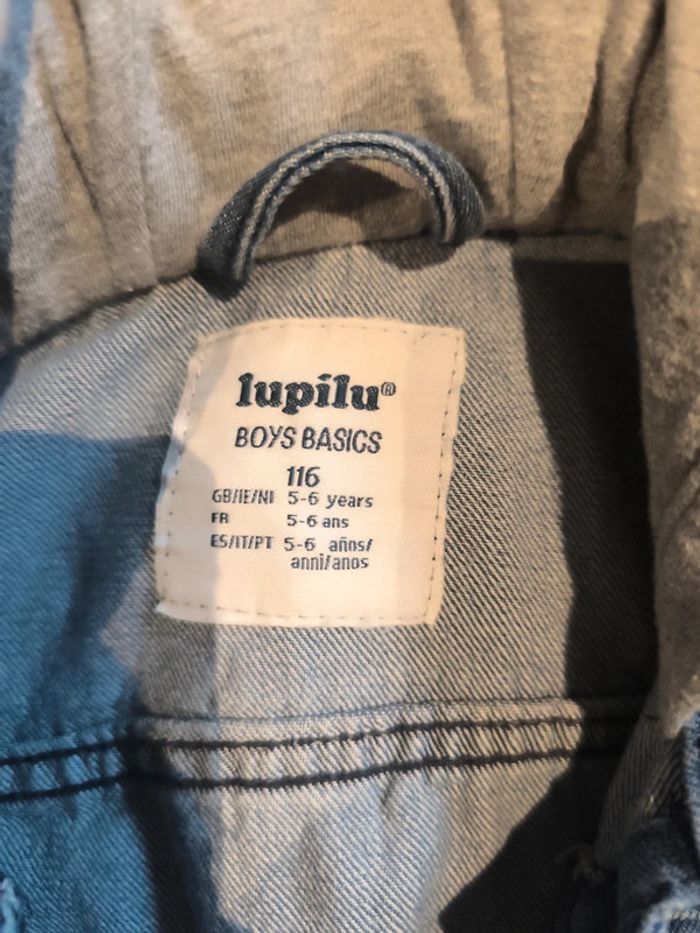 lupilu®
BOYS BASICS
116
GB/IE/NI 5-6 years
FR 5-6 ans
ES/IT/PT 5-6 años/
anni/anos